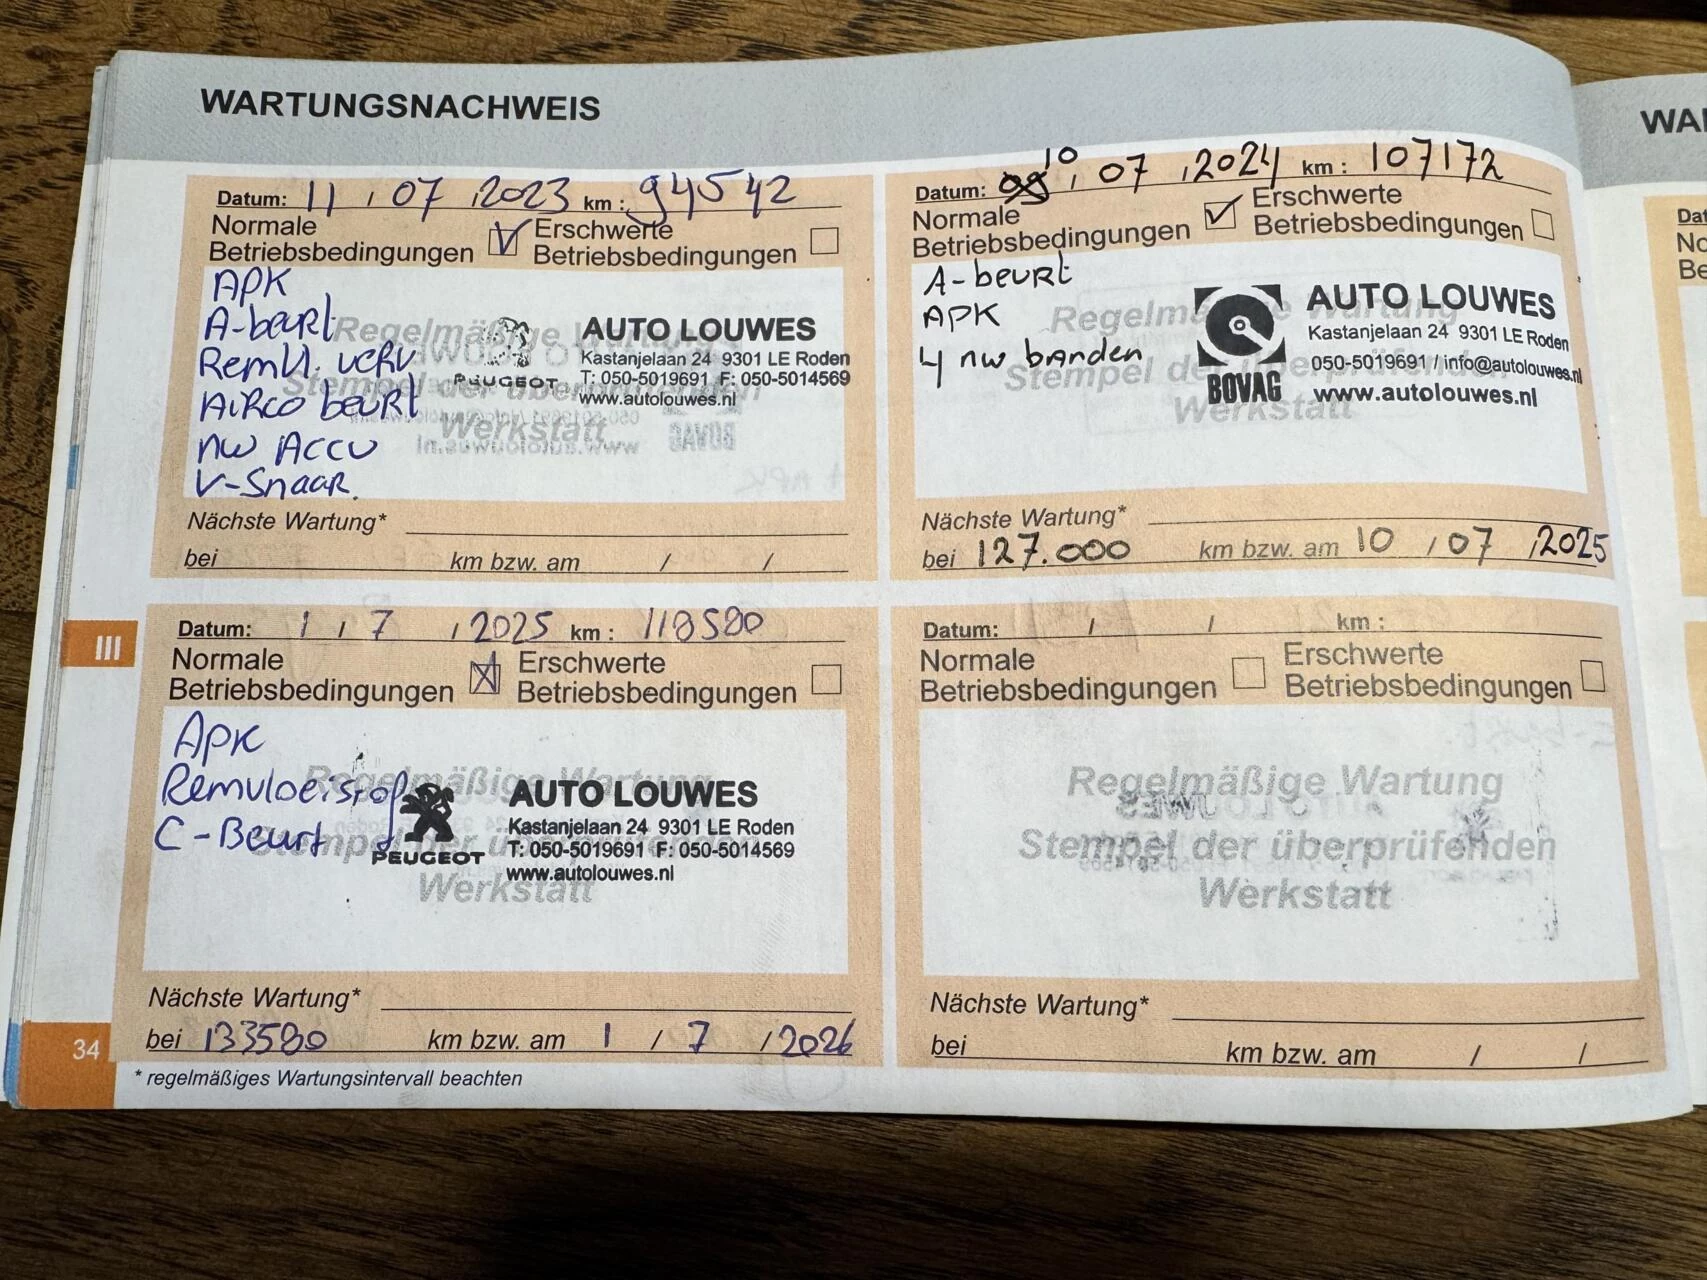 WARTUNGSNACHWEIS
Datum: 11 / 07 / 2023 km : 94542
Normale Betriebsbedingungen Erschwerte Betriebsbedingungen
APK
A-beurt
Remvl. verv
Airco beurt
nw Accu
V-Snaar.
Regelmäßige Wartung
Stempel der überprüfenden
Werkstatt
PEUGEOT
AUTO LOUWES
Kastanjelaan 24 9301 LE Roden
T: 050-5019691 F: 050-5014569
www.autolouwes.nl
Nächste Wartung*
bei km bzw. am / /
Datum: 10 / 07 / 2024 km : 107172
Normale Betriebsbedingungen Erschwerte Betriebsbedingungen
A-beurt
APK
4 nw banden
Regelmäßige Wartung
Stempel der überprüfenden
Werkstatt
BOVAG
AUTO LOUWES
Kastanjelaan 24 9301 LE Roden
050-5019691 / info@autolouwes.nl
www.autolouwes.nl
Nächste Wartung*
bei 127.000 km bzw. am 10 / 07 / 2025
III
Datum: 1 / 7 / 2025 km : 118580
Normale Betriebsbedingungen Erschwerte Betriebsbedingungen
APK
Remvloeistof
C-Beurt
Regelmäßige Wartung
Stempel der überprüfenden
Werkstatt
PEUGEOT
AUTO LOUWES
Kastanjelaan 24 9301 LE Roden
T: 050-5019691 F: 050-5014569
www.autolouwes.nl
Nächste Wartung*
bei 133580 km bzw. am 1 / 7 / 2026
Datum: / / km :
Normale Betriebsbedingungen Erschwerte Betriebsbedingungen
Regelmäßige Wartung
Stempel der überprüfenden
Werkstatt
Nächste Wartung*
bei km bzw. am / /
34
* regelmäßiges Wartungsintervall beachten